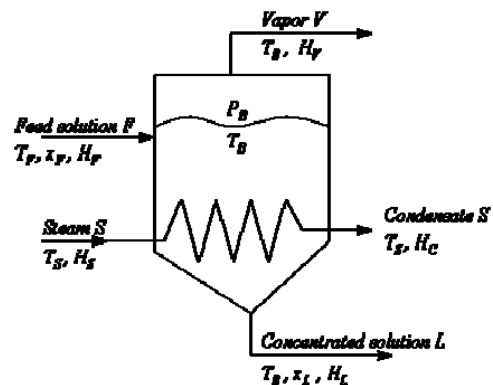 Vapor V
T_B, H_V
P_B
T_B
Feed solution F
T_F, x_F, H_F
Steam S
T_S, H_S
Condensate S
T_S, H_C
Concentrated solution L
T_B, x_L, H_L